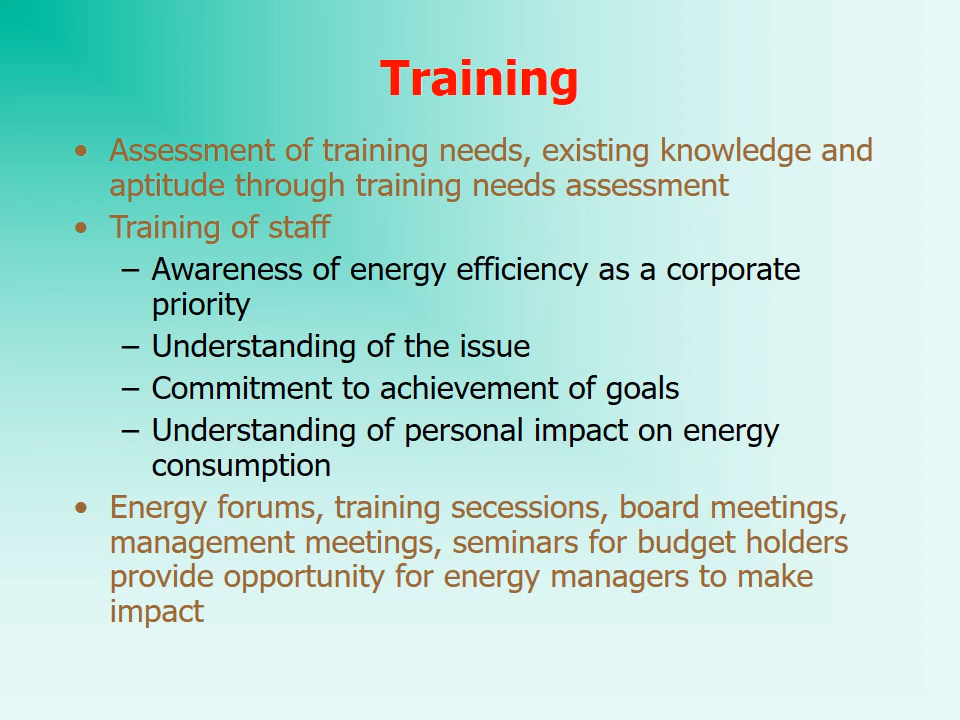 Training
• Assessment of training needs, existing knowledge and
aptitude through training needs assessment
• Training of staff
– Awareness of energy efficiency as a corporate
priority
– Understanding of the issue
– Commitment to achievement of goals
– Understanding of personal impact on energy
consumption
• Energy forums, training secessions, board meetings,
management meetings, seminars for budget holders
provide opportunity for energy managers to make
impact